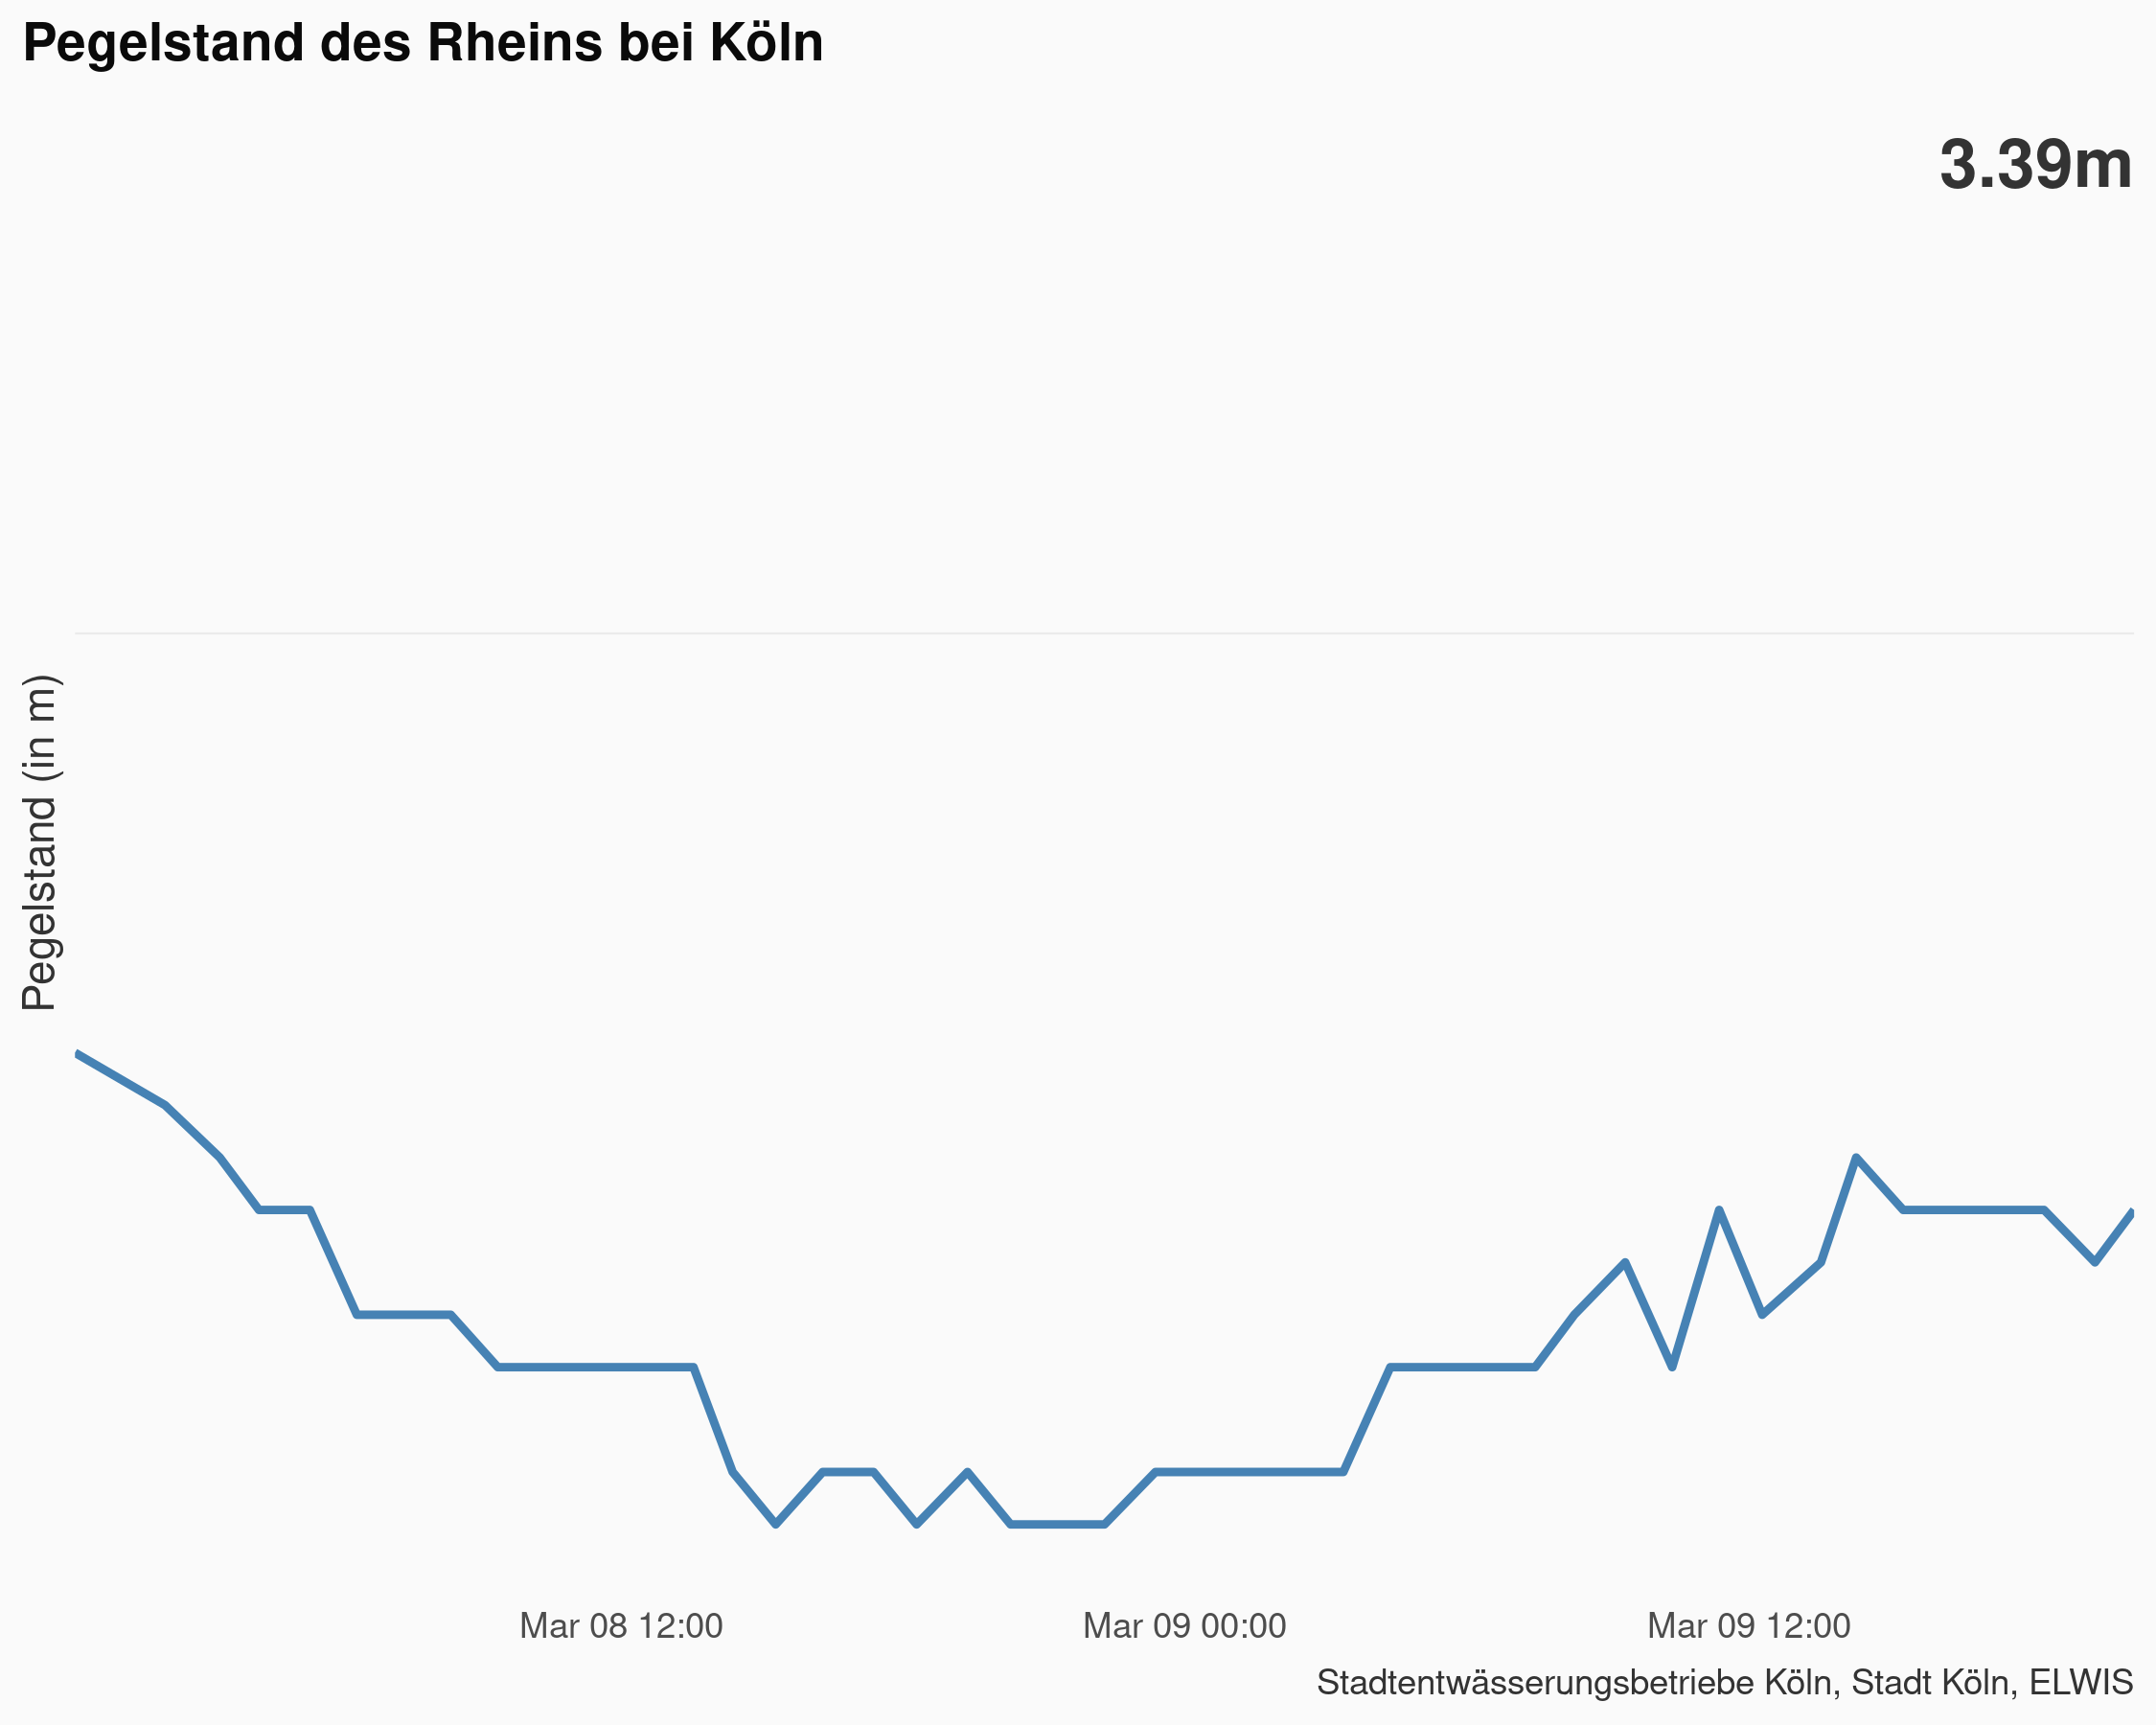 Pegelstand des Rheins bei Köln
3.39m
Pegelstand (in m)
Mar 08 12:00
Mar 09 00:00
Mar 09 12:00
Stadtentwässerungsbetriebe Köln, Stadt Köln, ELWIS